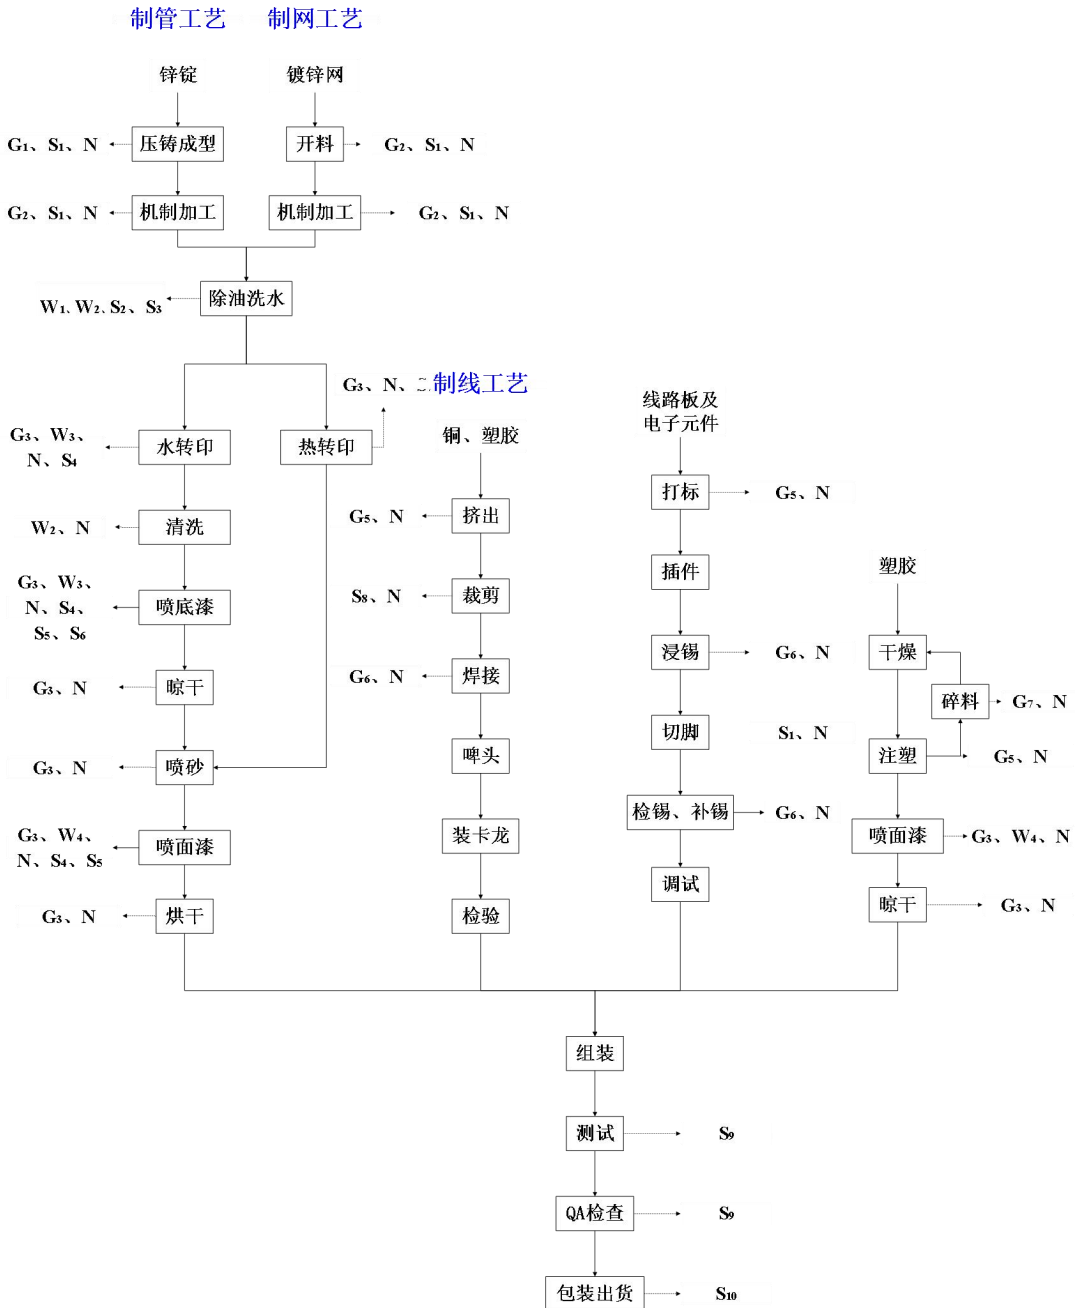 制管工艺
制网工艺
锌锭
镀锌网
G1、S1、N
压铸成型
开料
G2、S1、N
G2、S1、N
机制加工
机制加工
G2、S1、N
W1、W2、S2、S3
除油洗水
G3、N、
制线工艺
线路板及
电子元件
G3、W3、
N、S4
水转印
热转印
铜、塑胶
打标
G5、N
W2、N
清洗
G5、N
挤出
插件
塑胶
G3、W3、
N、S4、
S5、S6
喷底漆
S8、N
裁剪
浸锡
G6、N
干燥
G3、N
晾干
G6、N
焊接
碎料
G7、N
切脚
S1、N
注塑
G5、N
G3、N
喷砂
啤头
检锡、补锡
G6、N
G3、W4、
N、S4、S5
喷面漆
装卡龙
喷面漆
G3、W4、N
调试
G3、N
烘干
检验
晾干
G3、N
组装
测试
S9
QA检查
S9
包装出货
S10